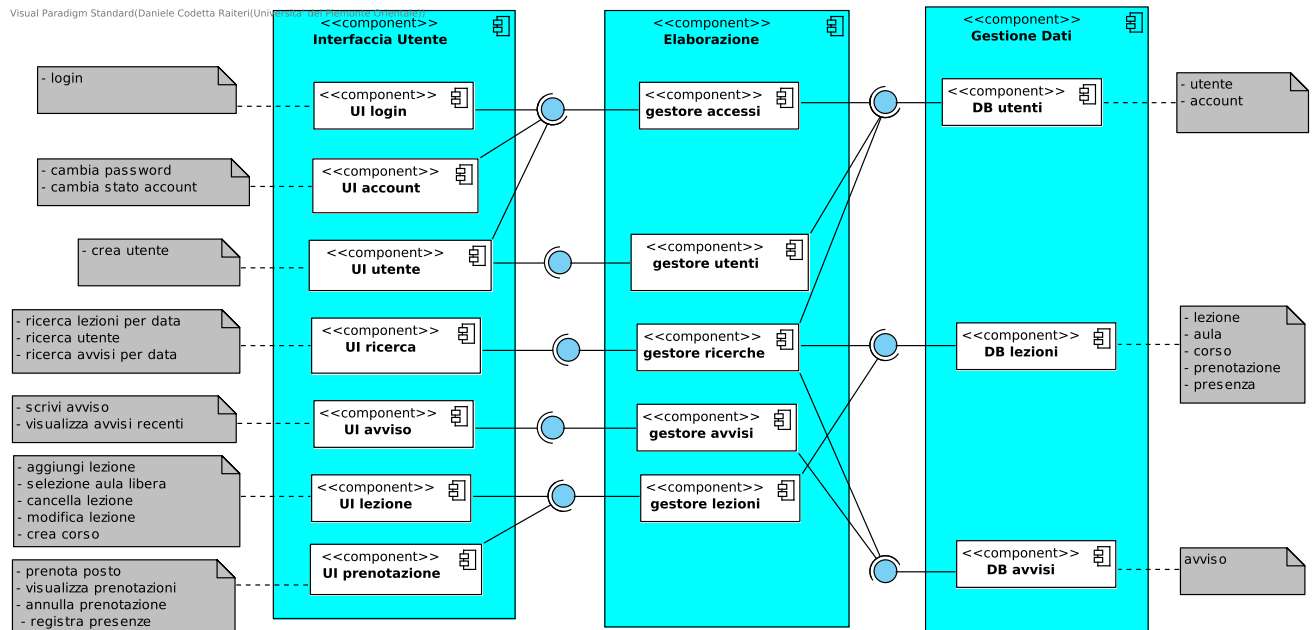 Visual Paradigm Standard(Daniele Codetta Raiteri(Universita' del Piemonte Orientale))
<<component>>
Interfaccia Utente
<<component>>
Elaborazione
<<component>>
Gestione Dati
- login
<<component>>
UI login
<<component>>
gestore accessi
<<component>>
DB utenti
- utente
- account
- cambia password
- cambia stato account
<<component>>
UI account
- crea utente
<<component>>
UI utente
<<component>>
gestore utenti
- ricerca lezioni per data
- ricerca utente
- ricerca avvisi per data
<<component>>
UI ricerca
<<component>>
gestore ricerche
<<component>>
DB lezioni
- lezione
- aula
- corso
- prenotazione
- presenza
- scrivi avviso
- visualizza avvisi recenti
<<component>>
UI avviso
<<component>>
gestore avvisi
- aggiungi lezione
- selezione aula libera
- cancella lezione
- modifica lezione
- crea corso
<<component>>
UI lezione
<<component>>
gestore lezioni
- prenota posto
- visualizza prenotazioni
- annulla prenotazione
- registra presenze
<<component>>
UI prenotazione
<<component>>
DB avvisi
avviso